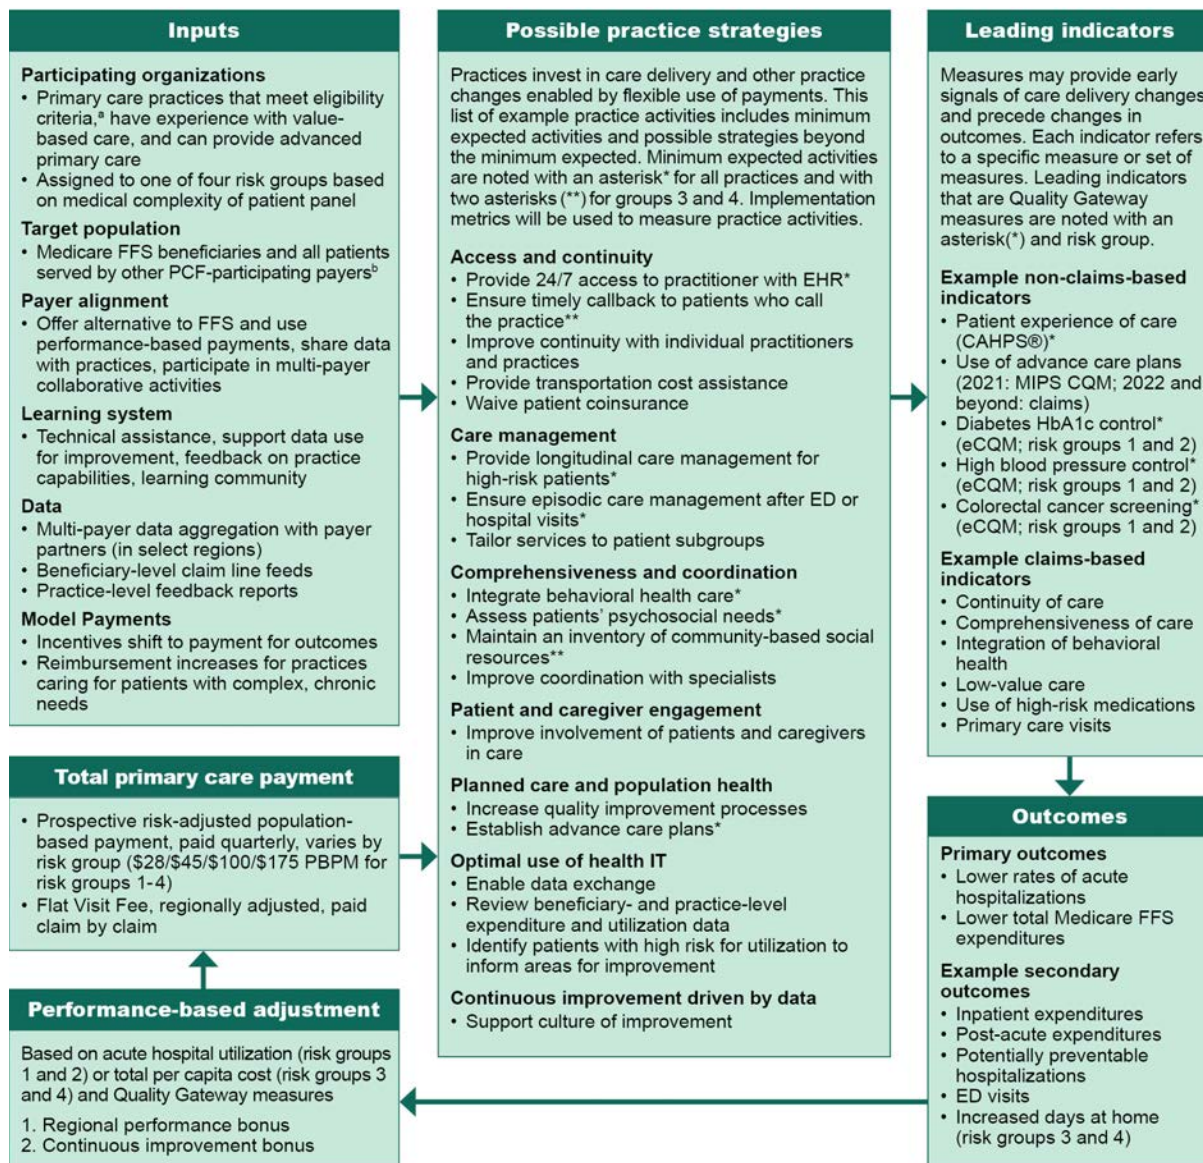 Inputs
Participating organizations
• Primary care practices that meet eligibility
criteria,ª have experience with value-
based care, and can provide advanced
primary care
• Assigned to one of four risk groups based
on medical complexity of patient panel
Target population
• Medicare FFS beneficiaries and all patients
served by other PCF-participating payersᵇ
Payer alignment
• Offer alternative to FFS and use
performance-based payments, share data
with practices, participate in multi-payer
collaborative activities
Learning system
• Technical assistance, support data use
for improvement, feedback on practice
capabilities, learning community
Data
• Multi-payer data aggregation with payer
partners (in select regions)
• Beneficiary-level claim line feeds
• Practice-level feedback reports
Model Payments
• Incentives shift to payment for outcomes
• Reimbursement increases for practices
caring for patients with complex, chronic
needs
Total primary care payment
• Prospective risk-adjusted population-
based payment, paid quarterly, varies by
risk group ($28/$45/$100/$175 PBPM for
risk groups 1-4)
• Flat Visit Fee, regionally adjusted, paid
claim by claim
Performance-based adjustment
Based on acute hospital utilization (risk groups
1 and 2) or total per capita cost (risk groups 3
and 4) and Quality Gateway measures
1. Regional performance bonus
2. Continuous improvement bonus
Possible practice strategies
Practices invest in care delivery and other practice
changes enabled by flexible use of payments. This
list of example practice activities includes minimum
expected activities and possible strategies beyond
the minimum expected. Minimum expected activities
are noted with an asterisk* for all practices and with
two asterisks (**) for groups 3 and 4. Implementation
metrics will be used to measure practice activities.
Access and continuity
• Provide 24/7 access to practitioner with EHR*
• Ensure timely callback to patients who call
the practice**
• Improve continuity with individual practitioners
and practices
• Provide transportation cost assistance
• Waive patient coinsurance
Care management
• Provide longitudinal care management for
high-risk patients*
• Ensure episodic care management after ED or
hospital visits*
• Tailor services to patient subgroups
Comprehensiveness and coordination
• Integrate behavioral health care*
• Assess patients' psychosocial needs*
• Maintain an inventory of community-based social
resources**
• Improve coordination with specialists
Patient and caregiver engagement
• Improve involvement of patients and caregivers
in care
Planned care and population health
• Increase quality improvement processes
• Establish advance care plans*
Optimal use of health IT
• Enable data exchange
• Review beneficiary- and practice-level
expenditure and utilization data
• Identify patients with high risk for utilization to
inform areas for improvement
Continuous improvement driven by data
• Support culture of improvement
Leading indicators
Measures may provide early
signals of care delivery changes
and precede changes in
outcomes. Each indicator refers
to a specific measure or set of
measures. Leading indicators
that are Quality Gateway
measures are noted with an
asterisk(*) and risk group.
Example non-claims-based
indicators
• Patient experience of care
(CAHPS®)*
• Use of advance care plans
(2021: MIPS CQM; 2022 and
beyond: claims)
• Diabetes HbA1c control*
(eCQM; risk groups 1 and 2)
• High blood pressure control*
(eCQM; risk groups 1 and 2)
• Colorectal cancer screening*
(eCQM; risk groups 1 and 2)
Example claims-based
indicators
• Continuity of care
• Comprehensiveness of care
• Integration of behavioral
health
• Low-value care
• Use of high-risk medications
• Primary care visits
Outcomes
Primary outcomes
• Lower rates of acute
hospitalizations
• Lower total Medicare FFS
expenditures
Example secondary
outcomes
• Inpatient expenditures
• Post-acute expenditures
• Potentially preventable
hospitalizations
• ED visits
• Increased days at home
(risk groups 3 and 4)